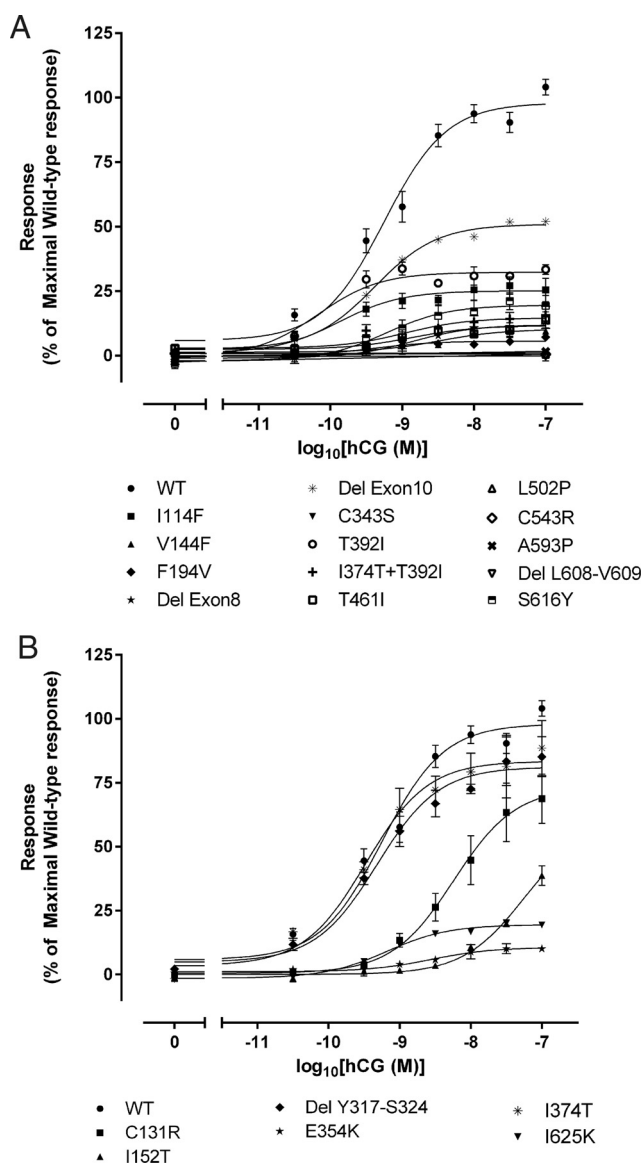 A
125
100
75
50
25
0
Response
(% of Maximal Wild-type response)
0 -11 -10 -9 -8 -7
log10[hCG (M)]
WT Del Exon10 L502P
I114F C343S C543R
V144F T392I A593P
F194V I374T+T392I Del L608-V609
Del Exon8 T461I S616Y
B
125
100
75
50
25
0
Response
(% of Maximal Wild-type response)
0 -11 -10 -9 -8 -7
log10[hCG (M)]
WT Del Y317-S324 I374T
C131R E354K I625K
I152T